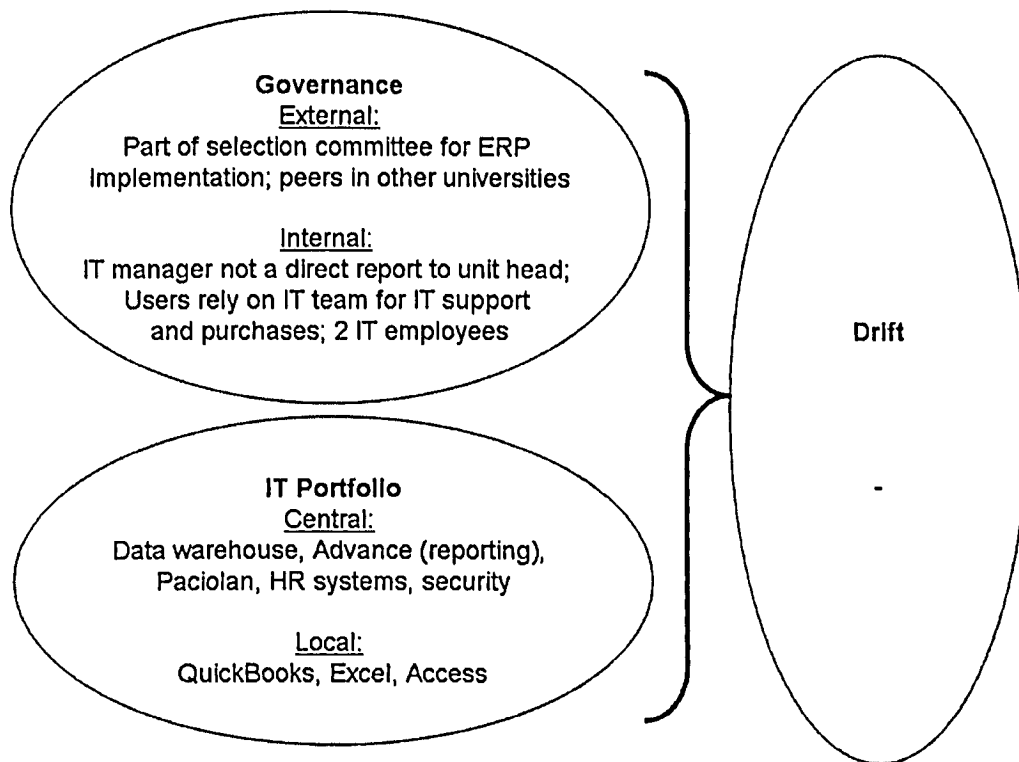 Governance
External:
Part of selection committee for ERP
Implementation; peers in other universities
Internal:
IT manager not a direct report to unit head;
Users rely on IT team for IT support
and purchases; 2 IT employees
Drift
-
IT Portfolio
Central:
Data warehouse, Advance (reporting),
Paciolan, HR systems, security
Local:
QuickBooks, Excel, Access